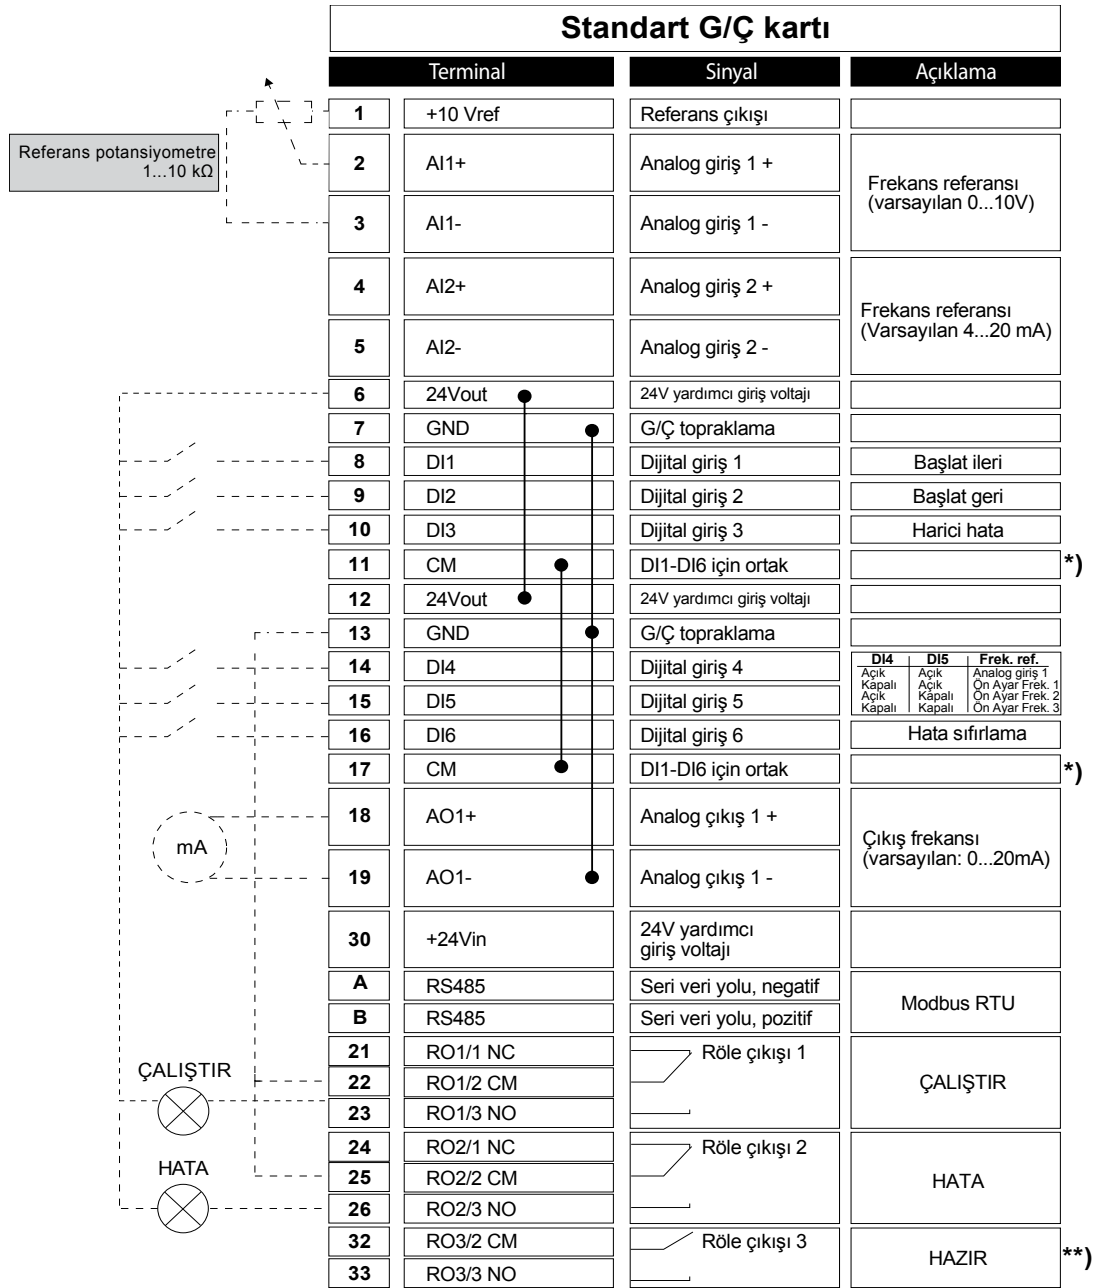 Standart G/Ç kartı
Terminal Sinyal Açıklama
1 +10 Vref Referans çıkışı
Referans potansiyometre
1...10 kΩ
2 AI1+ Analog giriş 1 +
Frekans referansı
(varsayılan 0...10V)
3 AI1- Analog giriş 1 -
4 AI2+ Analog giriş 2 +
Frekans referansı
(Varsayılan 4...20 mA)
5 AI2- Analog giriş 2 -
6 24Vout 24V yardımcı giriş voltajı
7 GND G/Ç topraklama
8 DI1 Dijital giriş 1 Başlat ileri
9 DI2 Dijital giriş 2 Başlat geri
10 DI3 Dijital giriş 3 Harici hata
11 CM DI1-DI6 için ortak *)
12 24Vout 24V yardımcı giriş voltajı
13 GND G/Ç topraklama
14 DI4 Dijital giriş 4
DI4 DI5 Frek. ref.
Açık Açık Analog giriş 1
Kapalı Açık Ön Ayar Frek. 1
Açık Kapalı Ön Ayar Frek. 2
Kapalı Kapalı Ön Ayar Frek. 3
15 DI5 Dijital giriş 5
16 DI6 Dijital giriş 6 Hata sıfırlama
17 CM DI1-DI6 için ortak *)
18 AO1+ Analog çıkış 1 +
mA
Çıkış frekansı
(varsayılan: 0...20mA)
19 AO1- Analog çıkış 1 -
30 +24Vin 24V yardımcı
giriş voltajı
A RS485 Seri veri yolu, negatif
Modbus RTU
B RS485 Seri veri yolu, pozitif
21 RO1/1 NC Röle çıkışı 1
ÇALIŞTIR
22 RO1/2 CM ÇALIŞTIR
23 RO1/3 NO
24 RO2/1 NC Röle çıkışı 2
HATA
25 RO2/2 CM HATA
26 RO2/3 NO
32 RO3/2 CM Röle çıkışı 3
HAZIR **)
33 RO3/3 NO